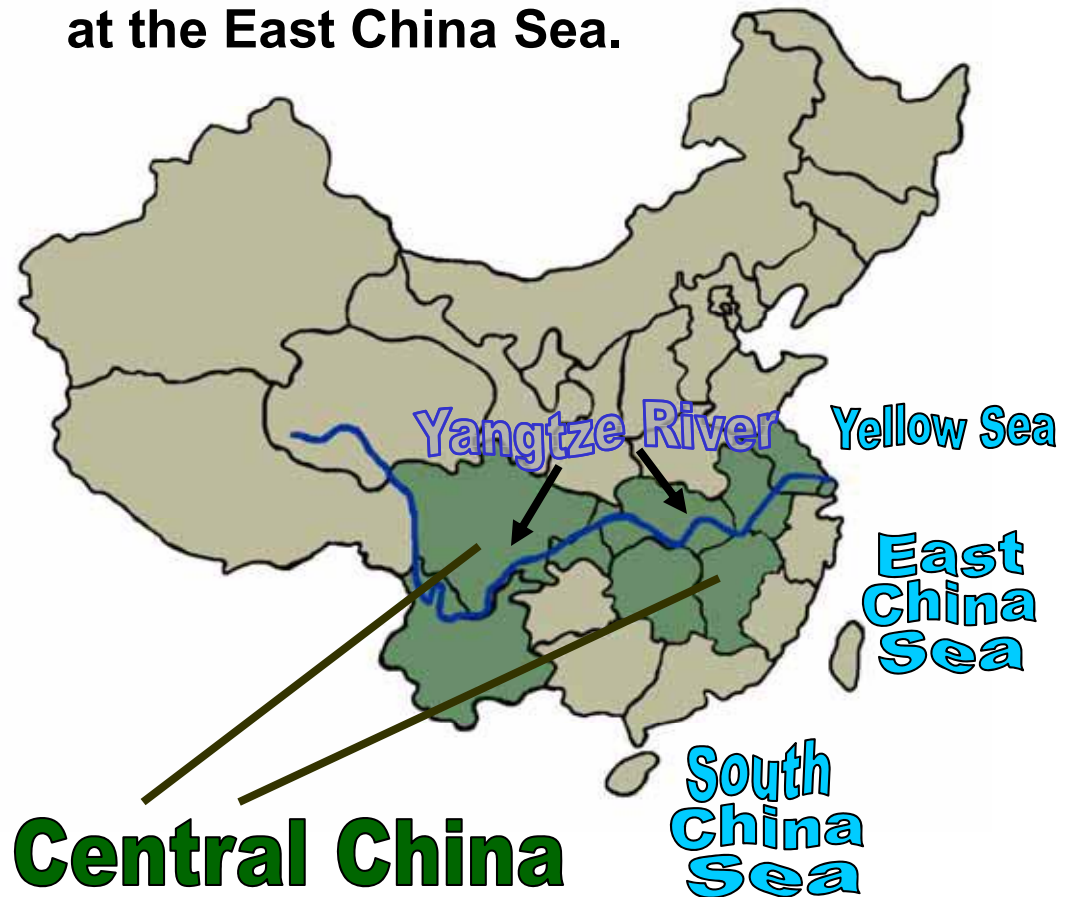 at the East China Sea.
Yangtze River
Yellow Sea
East
China
Sea
South
China
Sea
Central China